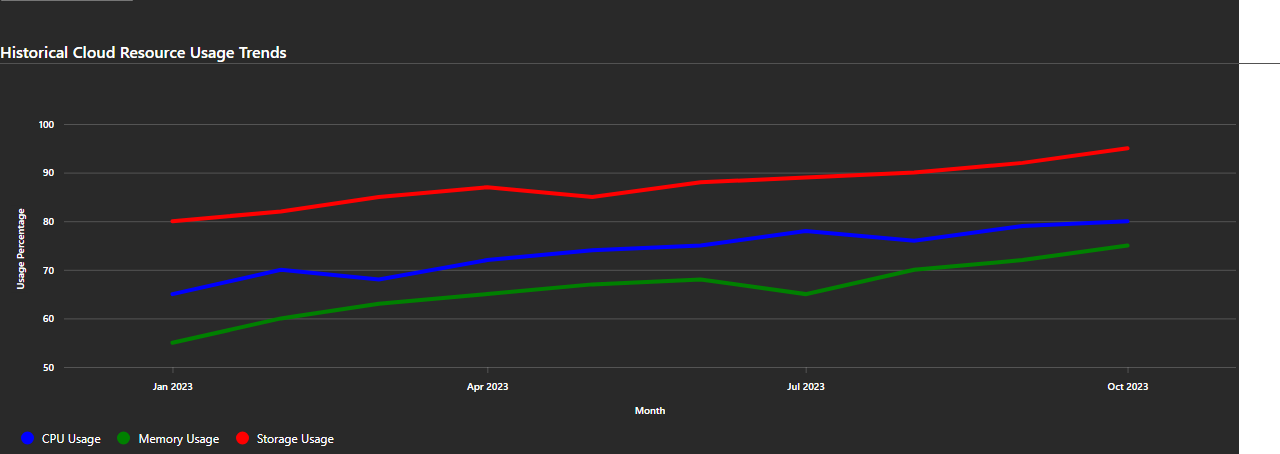 Historical Cloud Resource Usage Trends
100
90
80
70
60
50
Usage Percentage
Jan 2023
Apr 2023
Jul 2023
Oct 2023
Month
CPU Usage
Memory Usage
Storage Usage